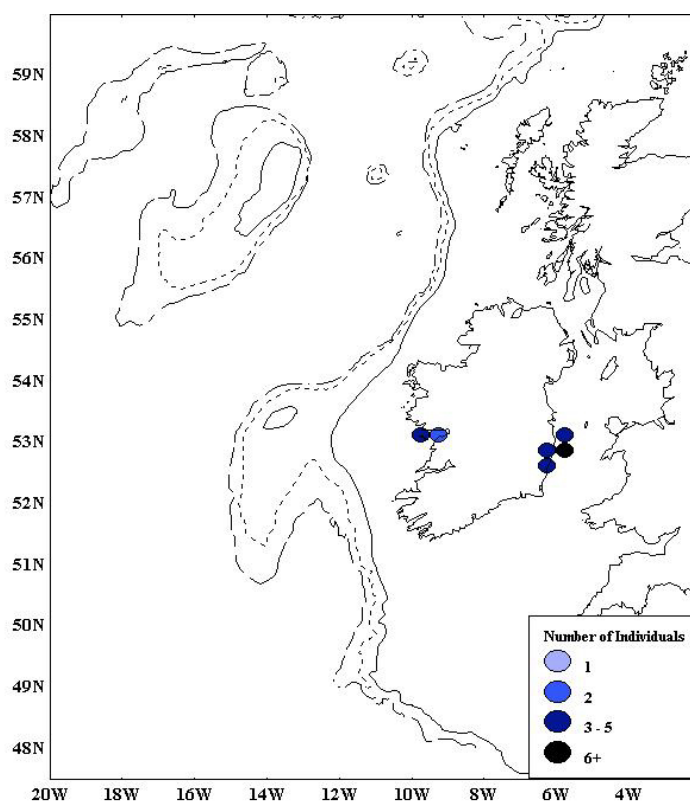 59N
58N
57N
56N
55N
54N
53N
52N
51N
50N
49N
48N
20W 18W 16W 14W 12W 10W 8W 6W 4W
Number of Individuals
1
2
3 - 5
6+